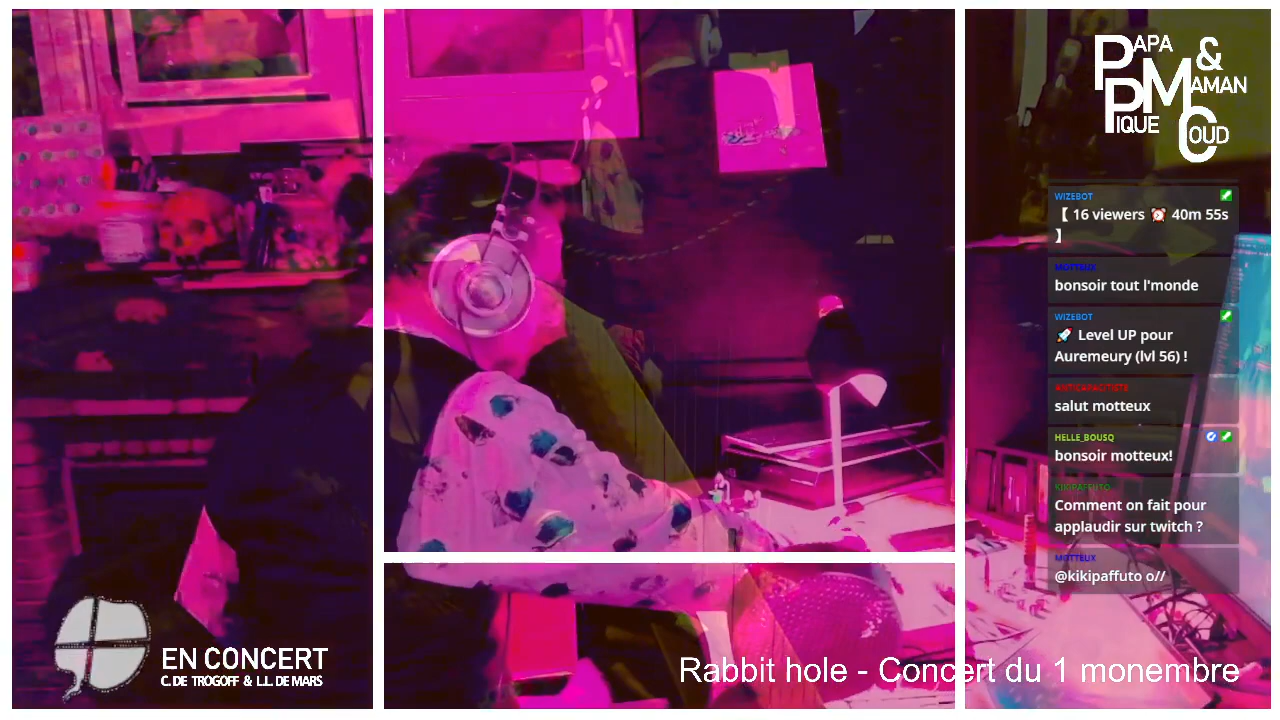 PAPA &
MAMAN
PIQUE
COUD
WIZEBOT
【 16 viewers ⏰ 40m 55s
】
MOTTEUX
bonsoir tout l'monde
WIZEBOT
🚀 Level UP pour
Auremeury (lvl 56) !
ANTICAPACITISTE
salut motteux
HELLE_BOUSQ
bonsoir motteux!
KIKIPAFFUTO
Comment on fait pour
applaudir sur twitch ?
MOTTEUX
@kikipaffuto o//
EN CONCERT
C. DE TROGOFF & L.L. DE MARS
Rabbit hole - Concert du 1 monembre